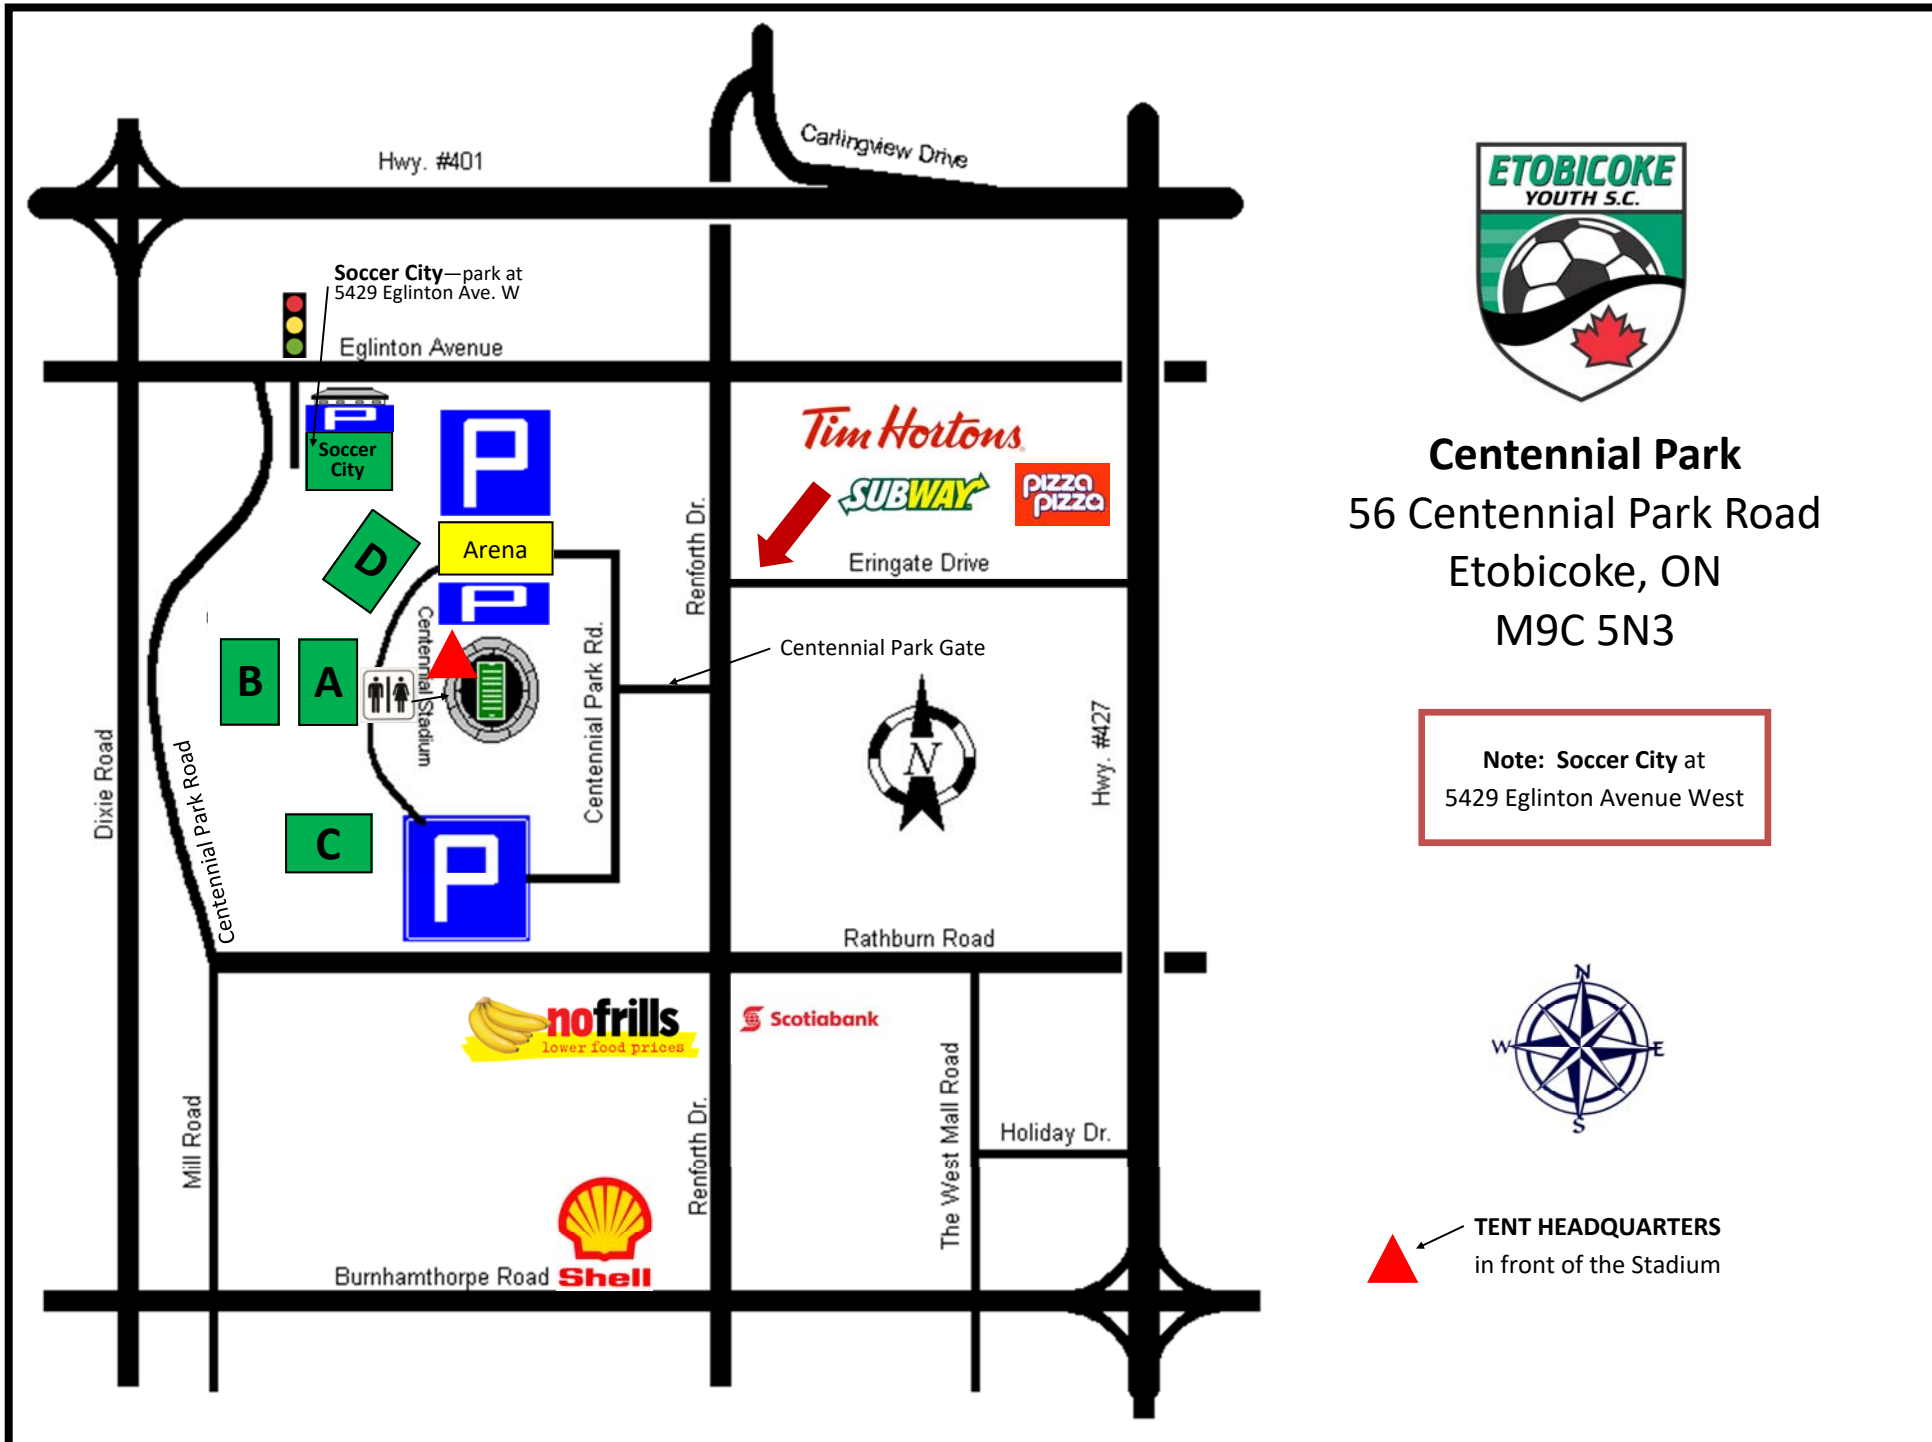 Carlingview Drive
Hwy. #401
Soccer City—park at
5429 Eglinton Ave. W
Eglinton Avenue
P
Soccer
City
P
Tim Hortons
SUBWAY
pizza
pizza
Renforth Dr.
D
Arena
Eringate Drive
P
Centennial Stadium
Centennial Park Rd.
Centennial Park Gate
B
A
N
Hwy. #427
Dixie Road
Centennial Park Road
C
P
Rathburn Road
nofrills
lower food prices
Scotiabank
Mill Road
Renforth Dr.
The West Mall Road
Holiday Dr.
Burnhamthorpe Road
Shell
ETOBICOKE
YOUTH S.C.
Centennial Park
56 Centennial Park Road
Etobicoke, ON
M9C 5N3
Note: Soccer City at
5429 Eglinton Avenue West
N
W
E
S
TENT HEADQUARTERS
in front of the Stadium